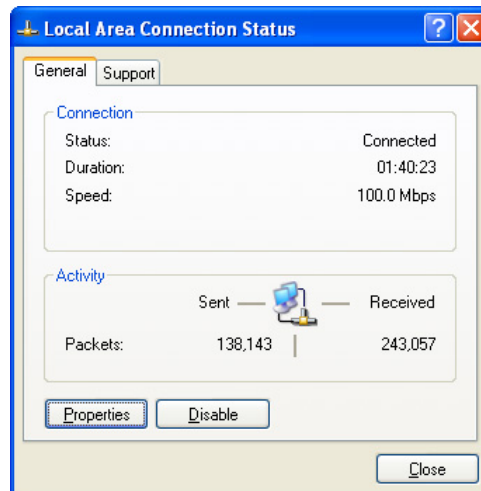 Local Area Connection Status
General Support
Connection
Status: Connected
Duration: 01:40:23
Speed: 100.0 Mbps
Activity
Sent Received
Packets: 138,143 243,057
Properties Disable
Close